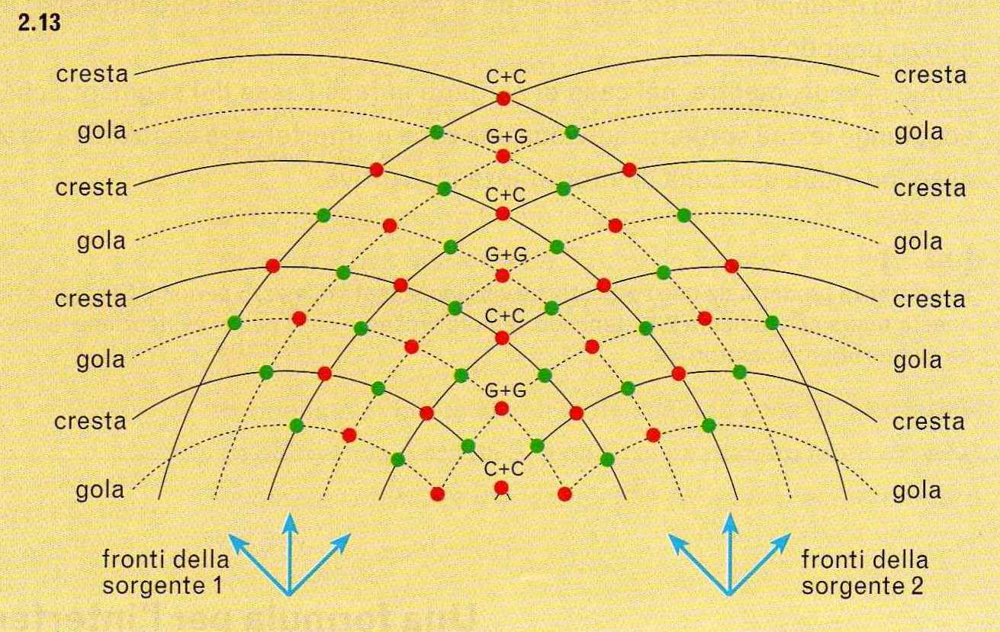 2.13
cresta
C+C
cresta
gola
G+G
gola
cresta
C+C
cresta
gola
G+G
gola
cresta
C+C
cresta
gola
G+G
gola
cresta
C+C
cresta
gola
gola
fronti della
sorgente 1
fronti della
sorgente 2